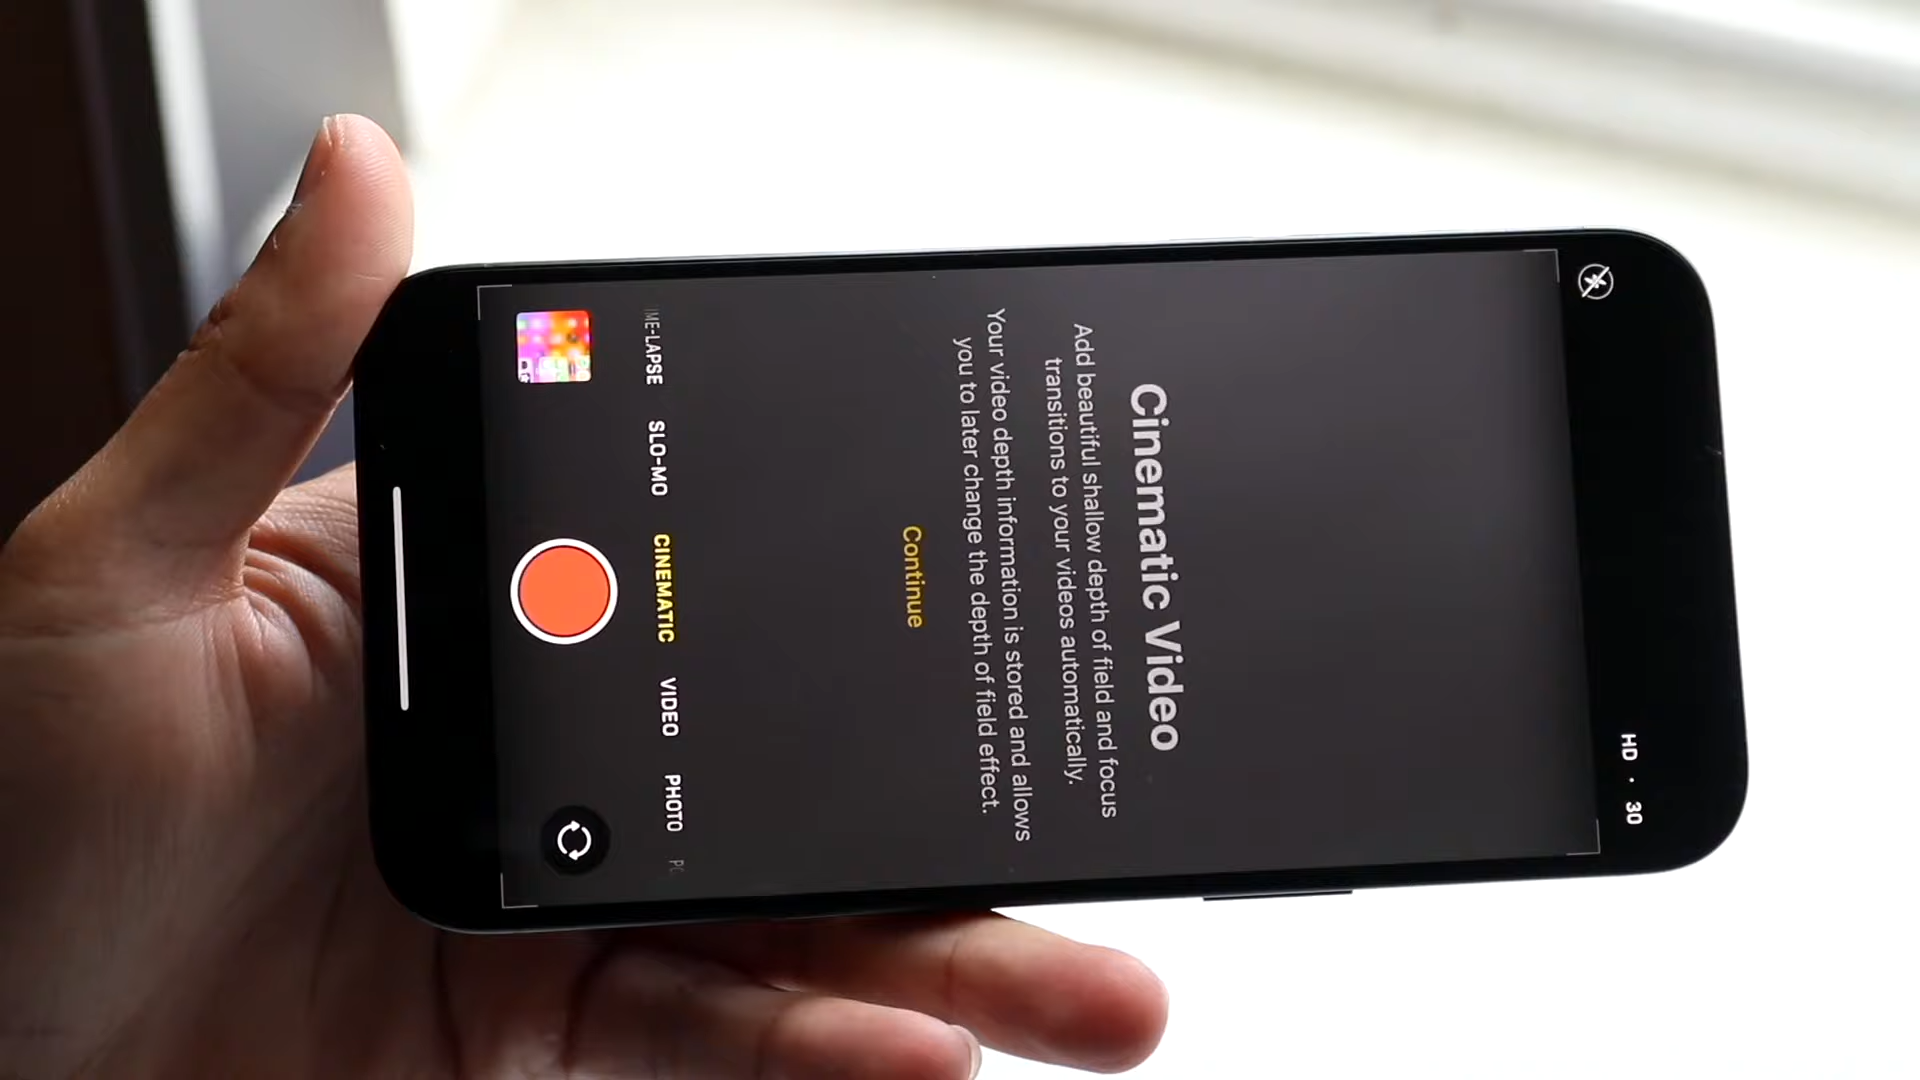 HD · 30
Cinematic Video
Add beautiful shallow depth of field and focus
transitions to your videos automatically.
Your video depth information is stored and allows
you to later change the depth of field effect.
Continue
IME-LAPSE SLO-MO CINEMATIC VIDEO PHOTO